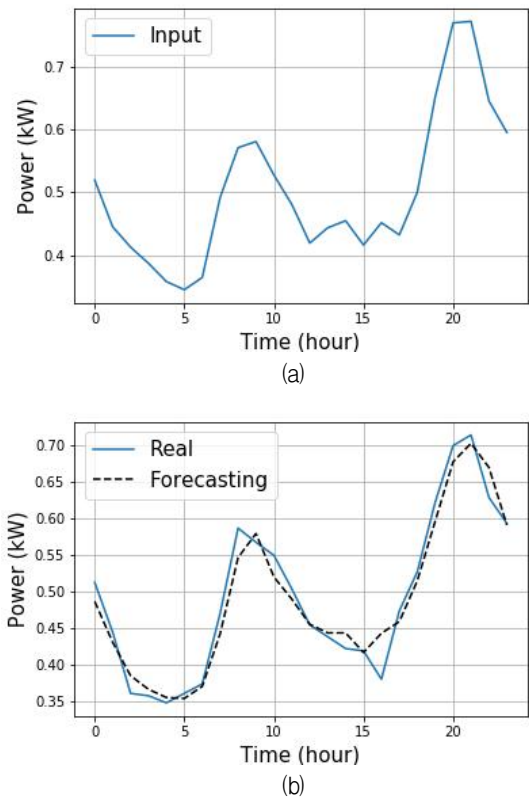 Input
0.7
0.6
0.5
0.4
Power (kW)
0 5 10 15 20
Time (hour)
(a)
Real
Forecasting
0.70
0.65
0.60
0.55
0.50
0.45
0.40
0.35
Power (kW)
0 5 10 15 20
Time (hour)
(b)